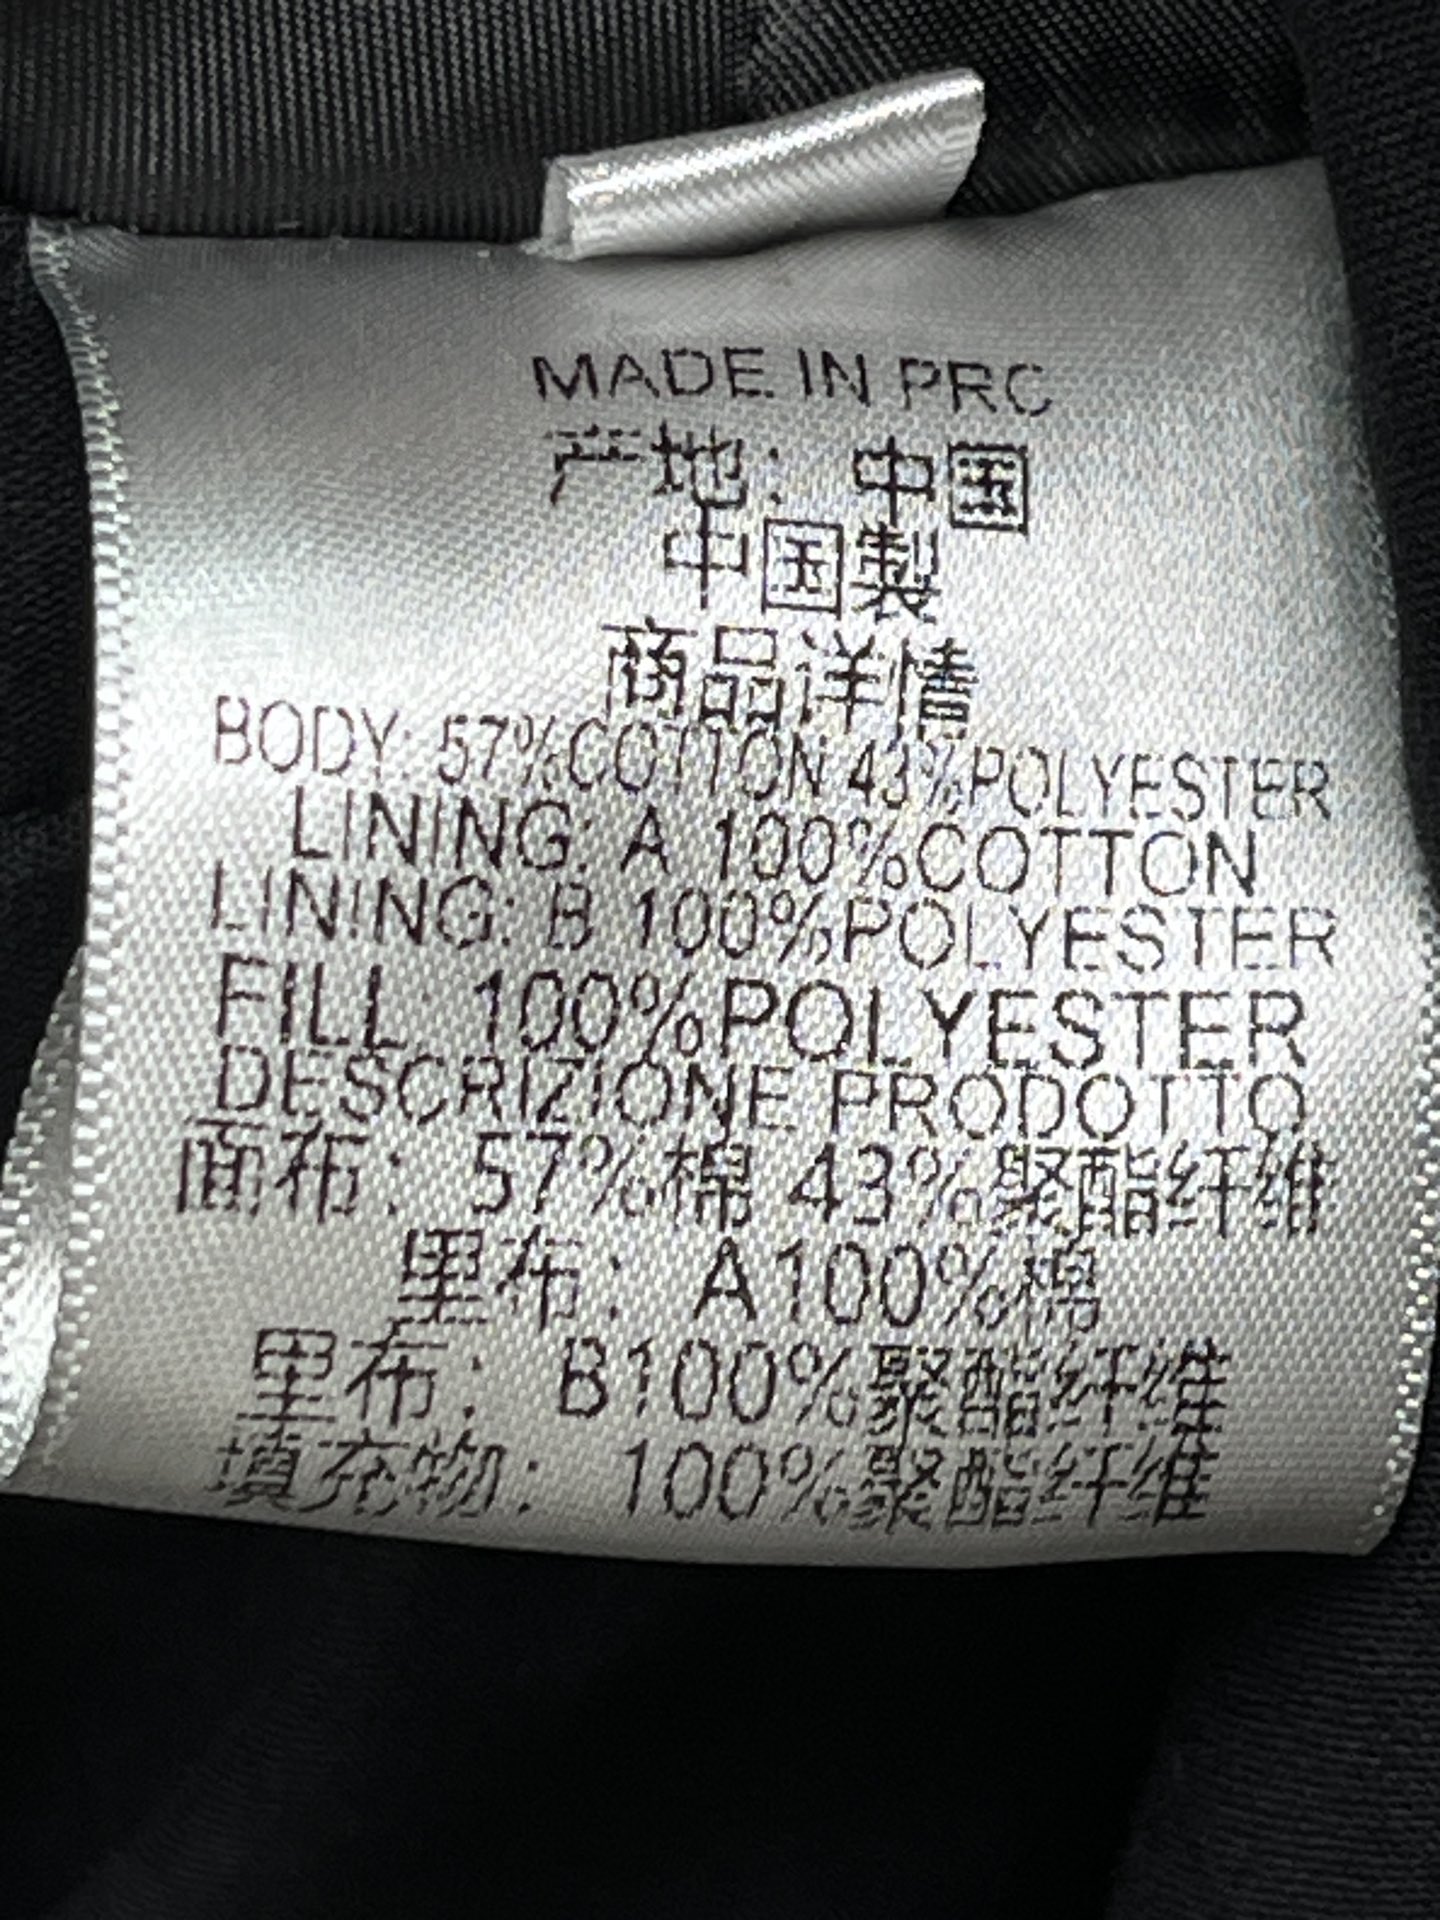 MADE IN PRC
产地：中国
中国製
商品详情
BODY: 57%COTTON 43%POLYESTER
LINING: A 100%COTTON
LINING: B 100%POLYESTER
FILL: 100%POLYESTER
DESCRIZIONE PRODOTTO
面布：57%棉 43%聚酯纤维
里布：A100%棉
里布：B100%聚酯纤维
填充物：100%聚酯纤维